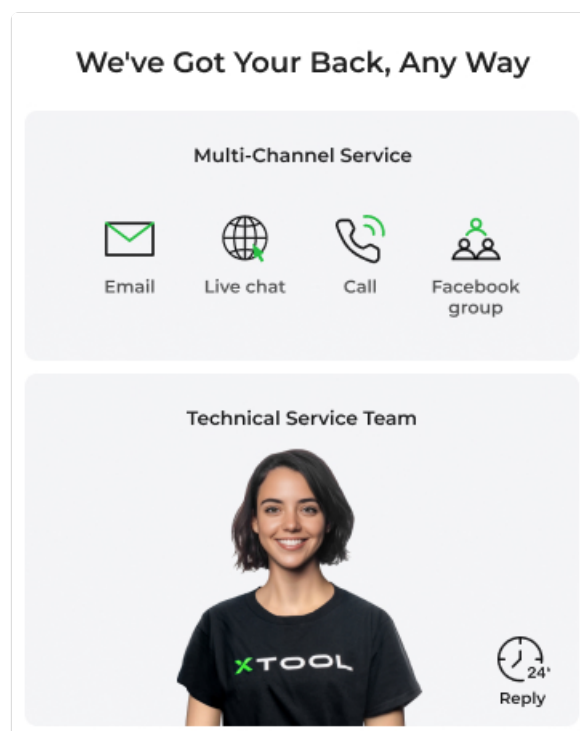 We've Got Your Back, Any Way
Multi-Channel Service
Email
Live chat
Call
Facebook
group
Technical Service Team
XTOOL
24h
Reply